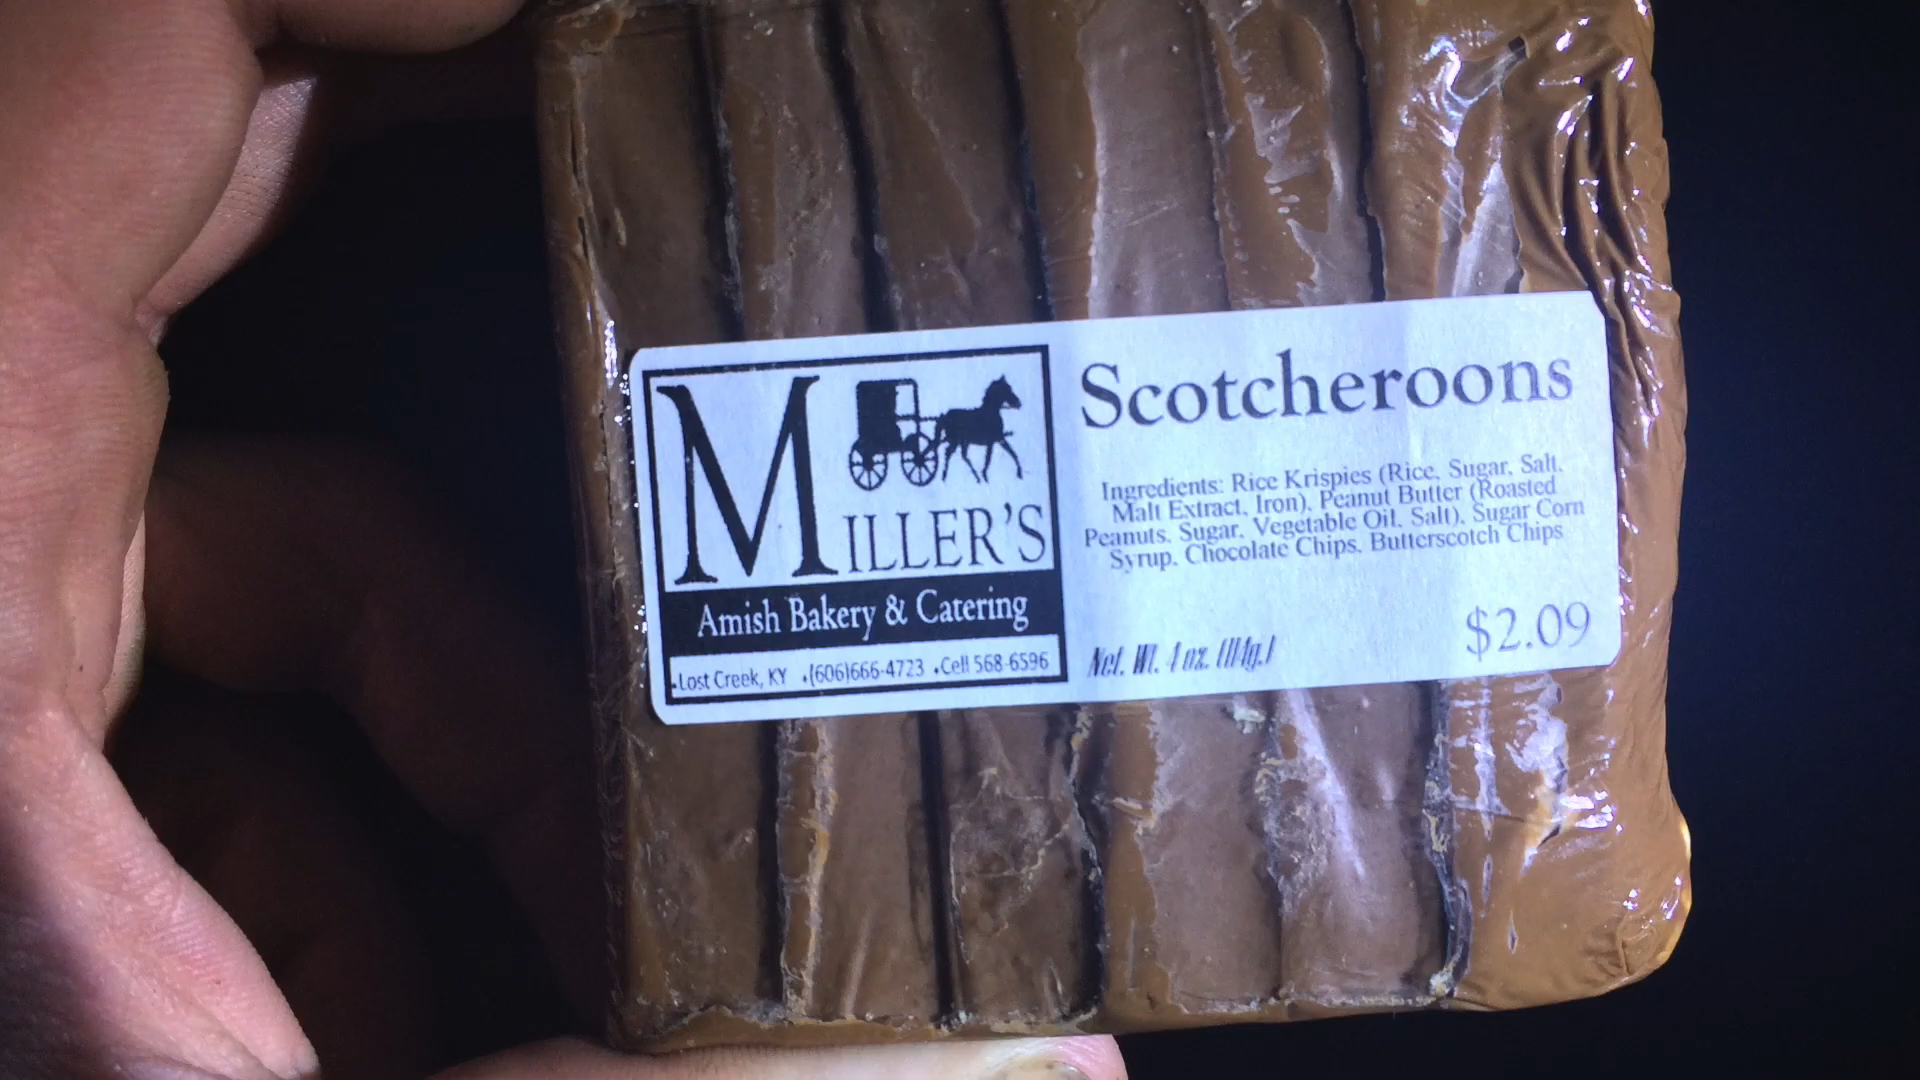 MILLER'S
Amish Bakery & Catering
.Lost Creek, KY .(606)666-4723 .Cell 568-6596
Scotcheroons
Ingredients: Rice Krispies (Rice, Sugar, Salt,
Malt Extract, Iron), Peanut Butter (Roasted
Peanuts, Sugar, Vegetable Oil, Salt), Sugar Corn
Syrup, Chocolate Chips, Butterscotch Chips
Net. Wt. 4 oz. (114g.)
$2.09